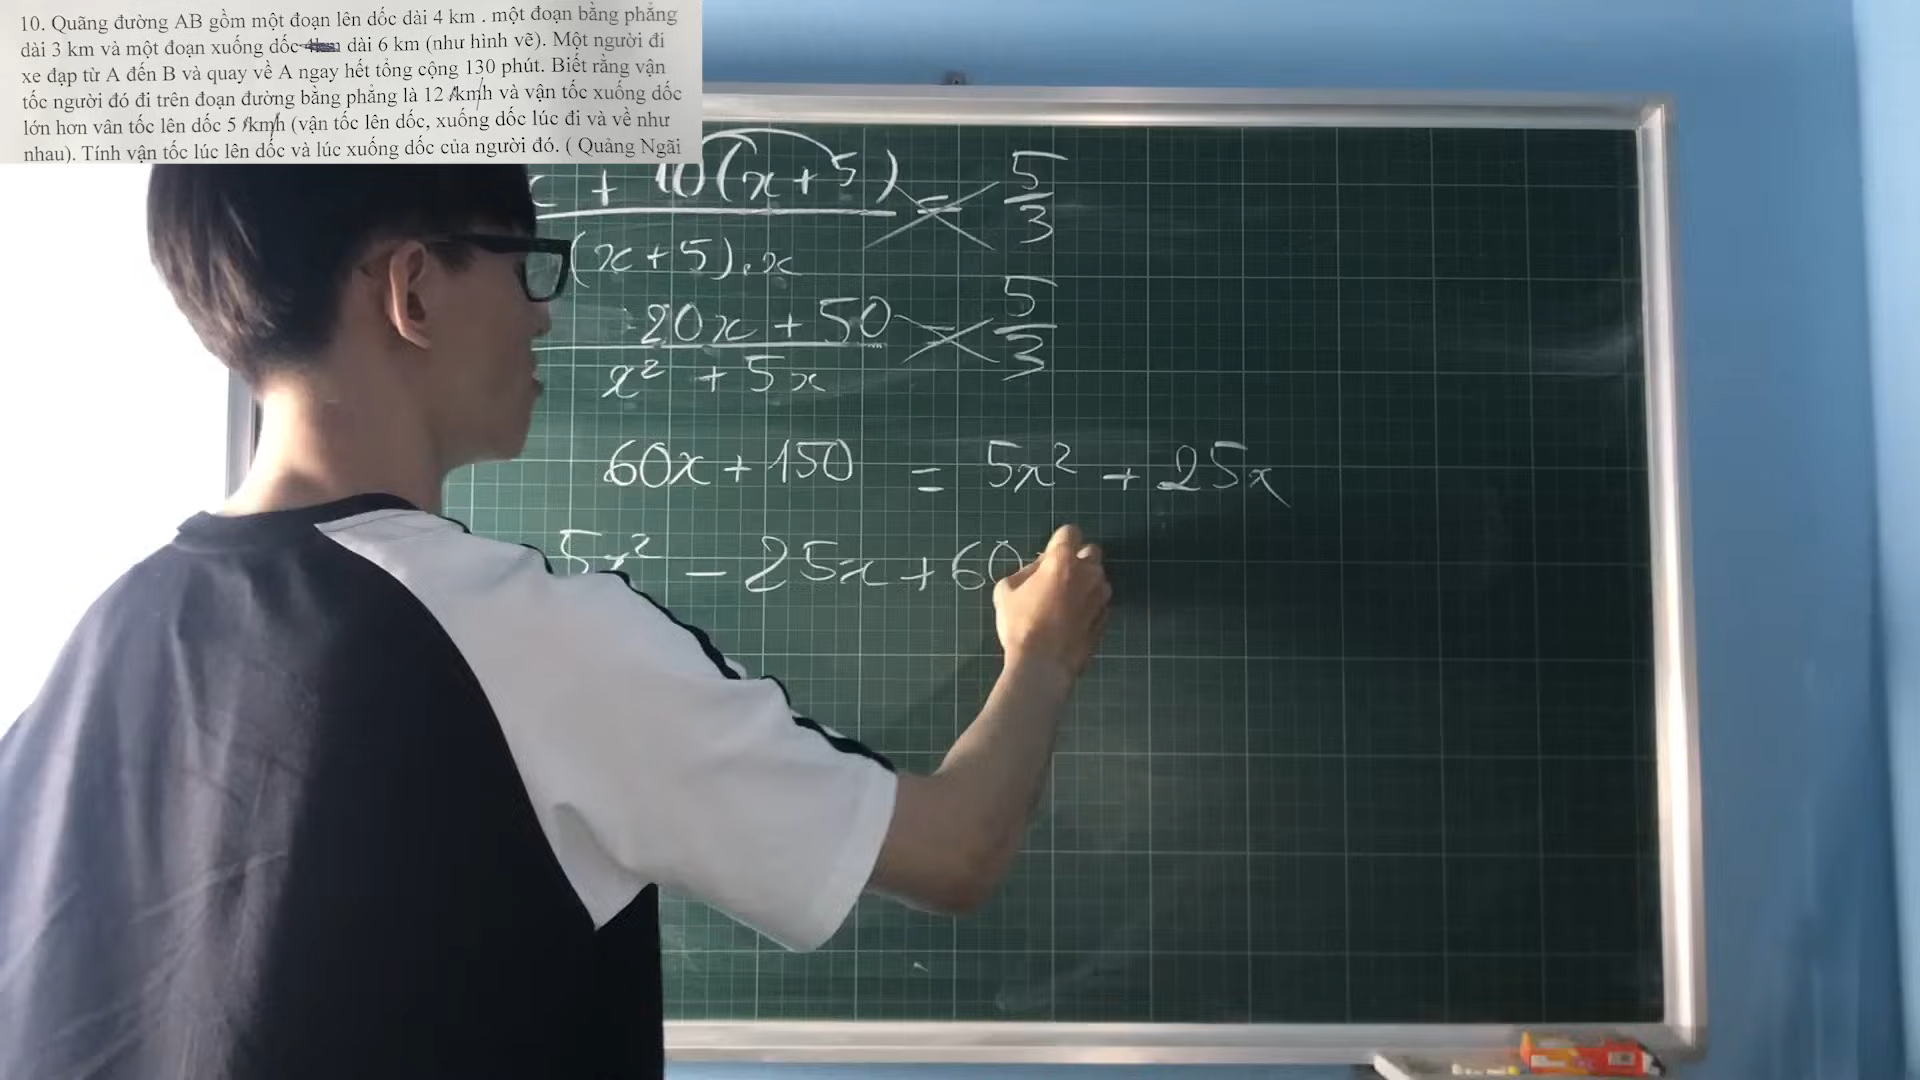 10. Quãng đường AB gồm một đoạn lên dốc dài 4 km . một đoạn bằng phẳng
dài 3 km và một đoạn xuống dốc dài 6 km (như hình vẽ). Một người đi
xe đạp từ A đến B và quay về A ngay hết tổng cộng 130 phút. Biết rằng vận
tốc người đó đi trên đoạn đường bằng phẳng là 12 km/h và vận tốc xuống dốc
lớn hơn vân tốc lên dốc 5 km/h (vận tốc lên dốc, xuống dốc lúc đi và về như
nhau). Tính vận tốc lúc lên dốc và lúc xuống dốc của người đó. ( Quảng Ngãi
x + 10(x+5) = 5/3
(x+5).x
20x + 50 = 5/3
x² + 5x
60x + 150 = 5x² + 25x
5x² - 25x + 60